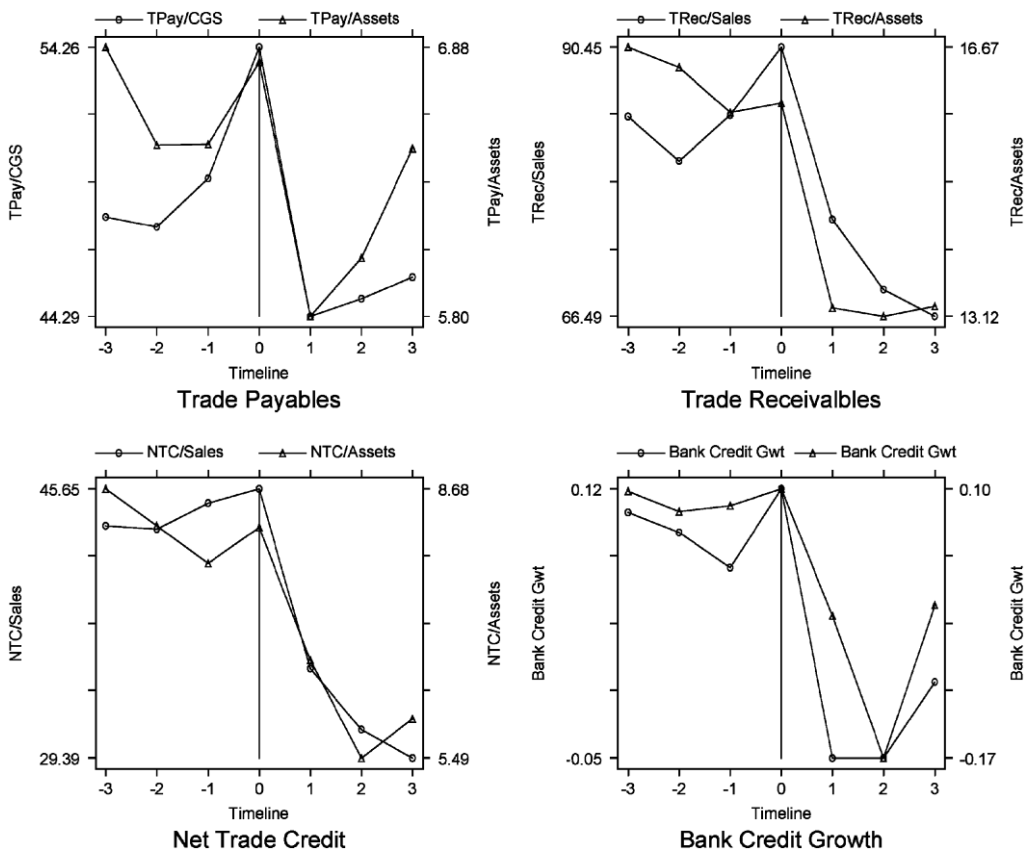 TPay/CGS TPay/Assets
54.26
44.29
6.88
5.80
TPay/CGS
TPay/Assets
-3 -2 -1 0 1 2 3
Timeline
Trade Payables
TRec/Sales TRec/Assets
90.45
66.49
16.67
13.12
TRec/Sales
TRec/Assets
-3 -2 -1 0 1 2 3
Timeline
Trade Receivalbles
NTC/Sales NTC/Assets
45.65
29.39
8.68
5.49
NTC/Sales
NTC/Assets
-3 -2 -1 0 1 2 3
Timeline
Net Trade Credit
Bank Credit Gwt Bank Credit Gwt
0.12
-0.05
0.10
-0.17
Bank Credit Gwt
Bank Credit Gwt
-3 -2 -1 0 1 2 3
Timeline
Bank Credit Growth